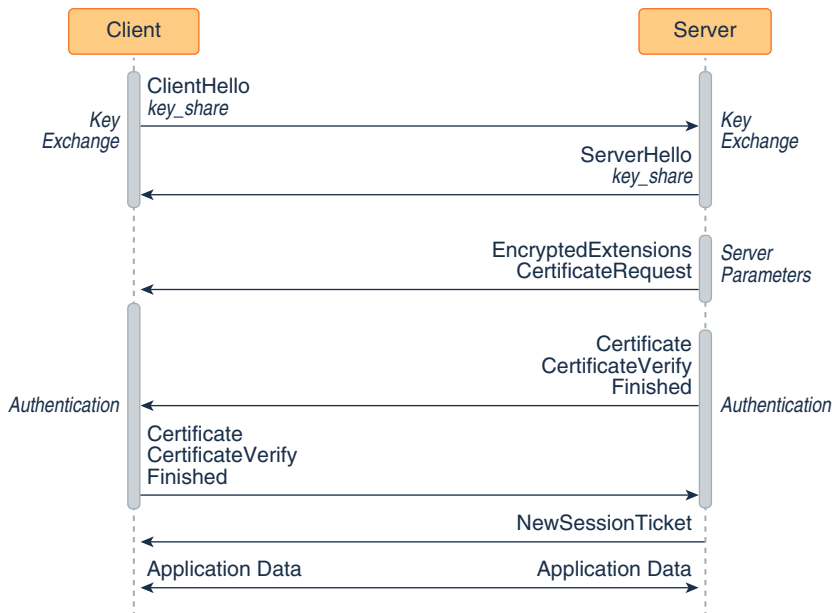 Client
Server
ClientHello
key_share
Key
Exchange
Key
Exchange
ServerHello
key_share
EncryptedExtensions
CertificateRequest
Server
Parameters
Certificate
CertificateVerify
Finished
Authentication
Authentication
Certificate
CertificateVerify
Finished
NewSessionTicket
Application Data
Application Data